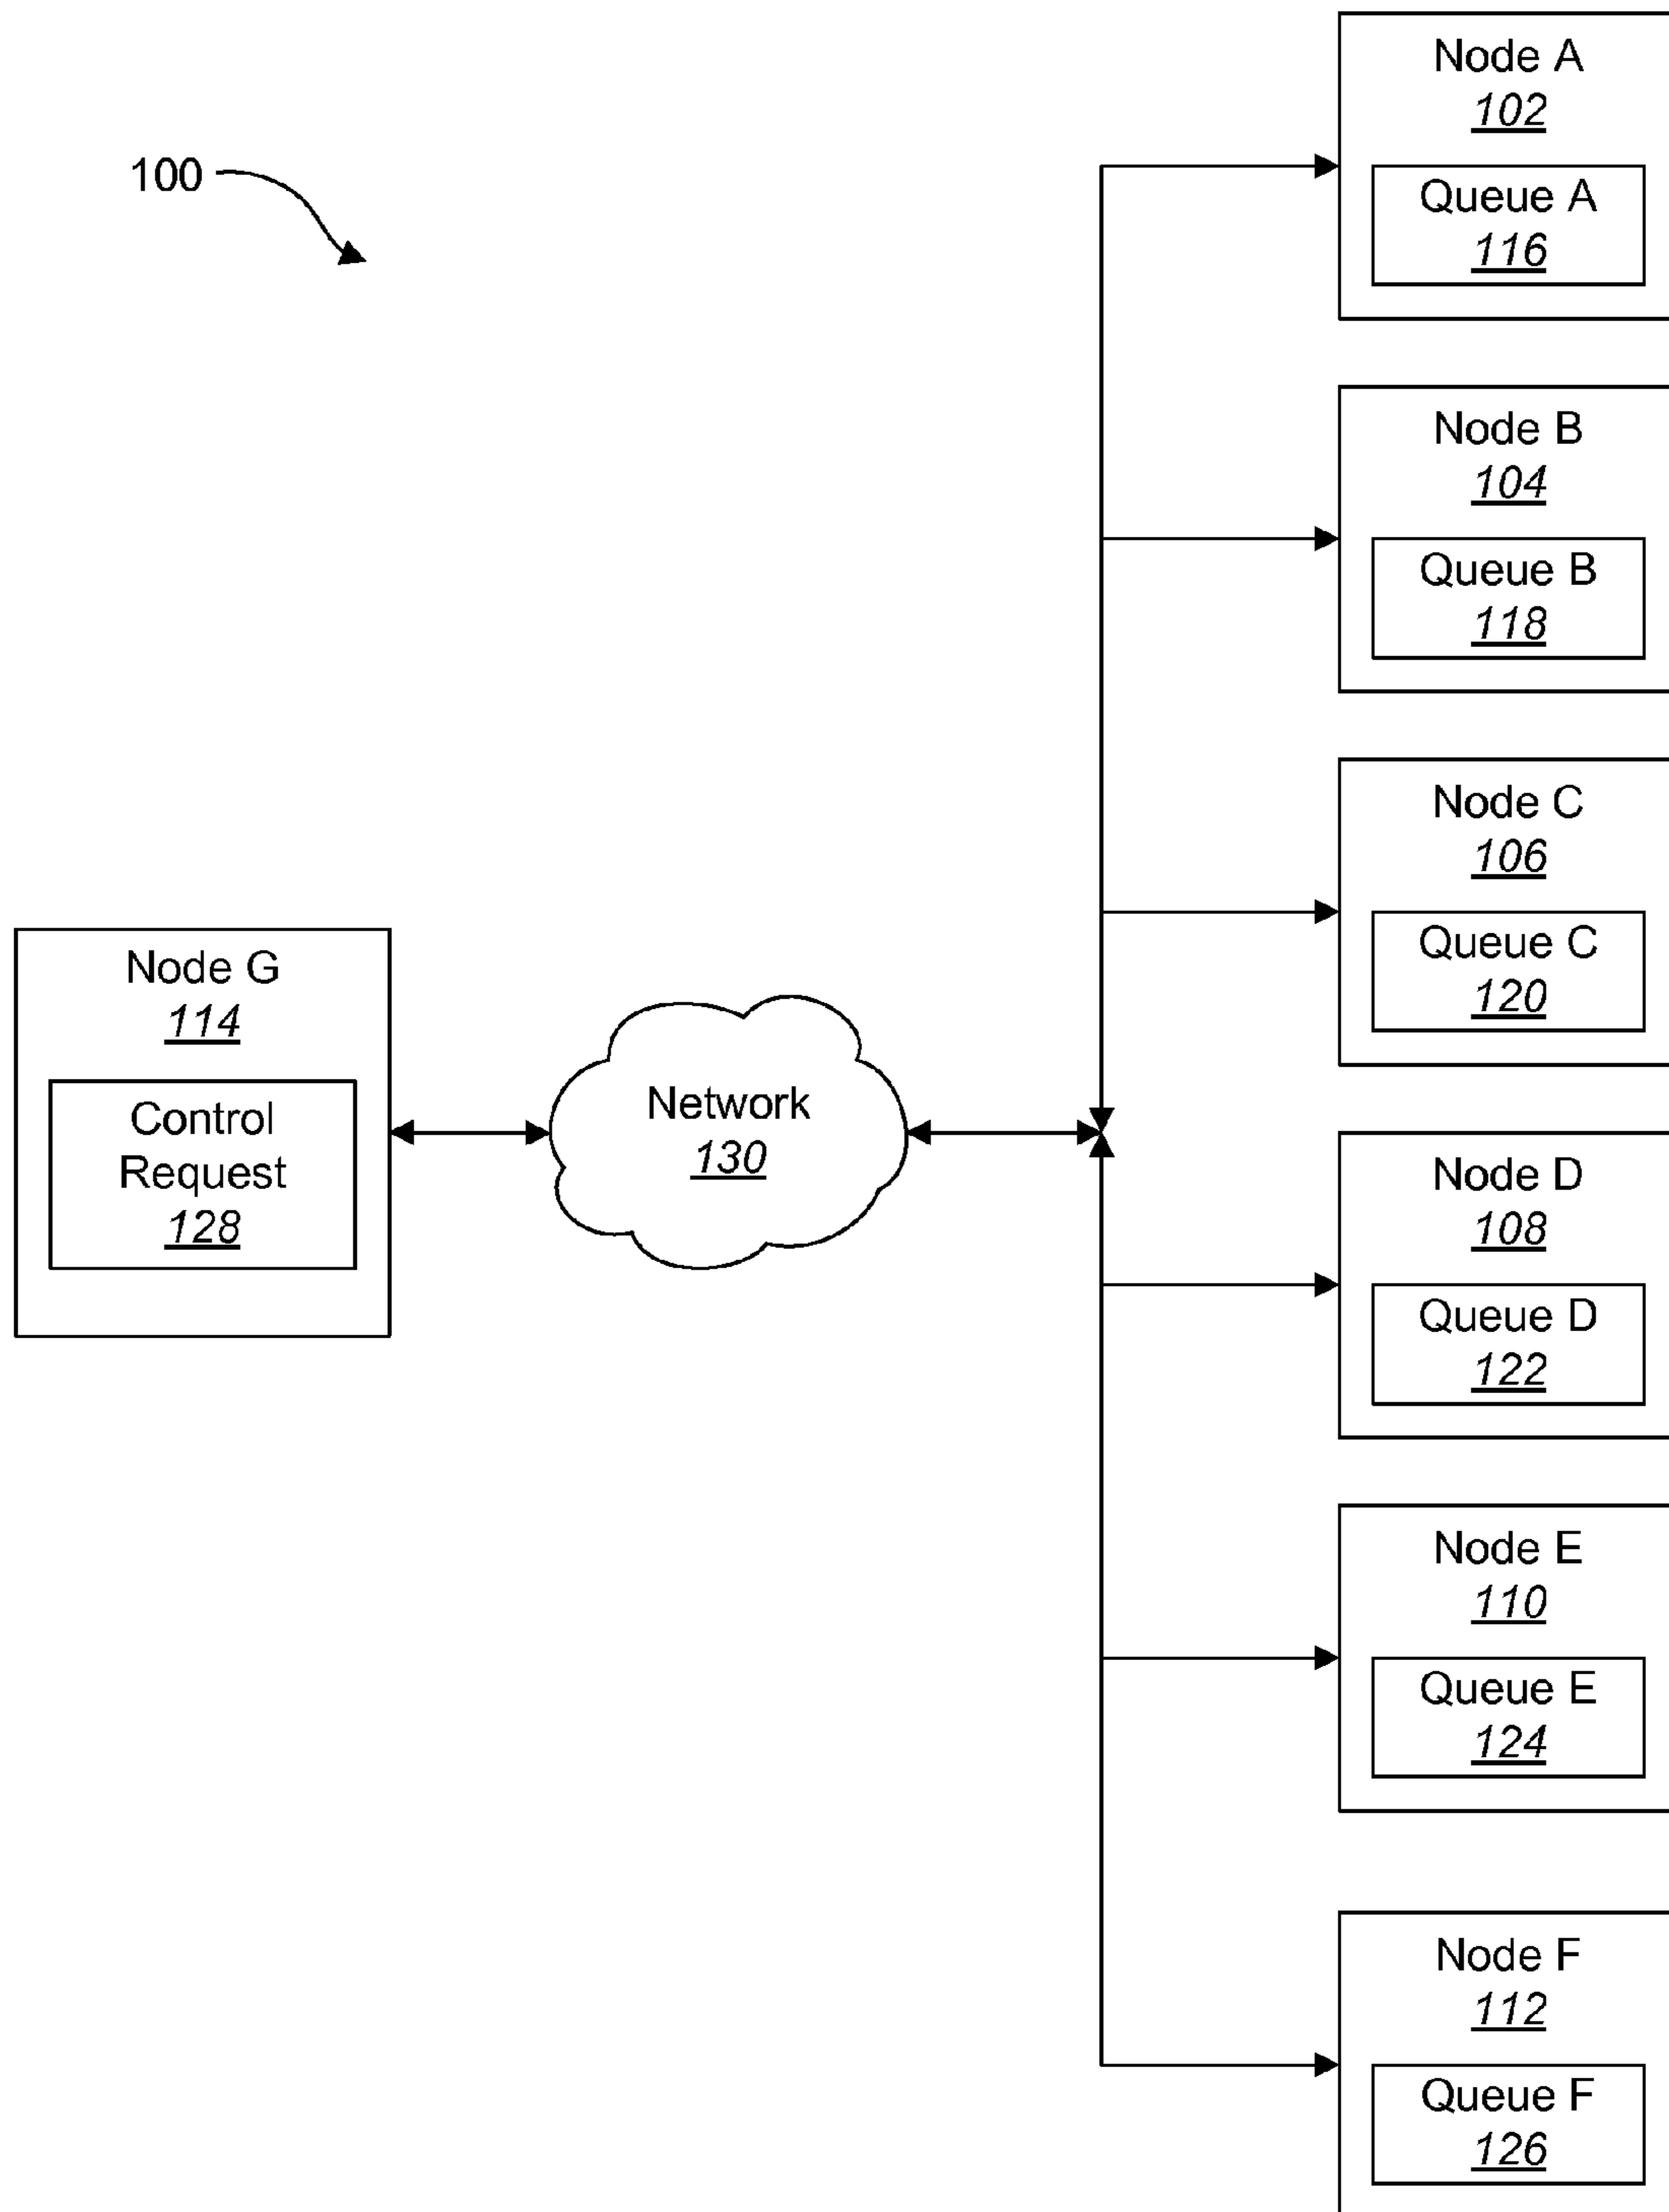 100
Node A
102
Queue A
116
Node B
104
Queue B
118
Node C
106
Queue C
120
Node G
114
Control
Request
128
Network
130
Node D
108
Queue D
122
Node E
110
Queue E
124
Node F
112
Queue F
126